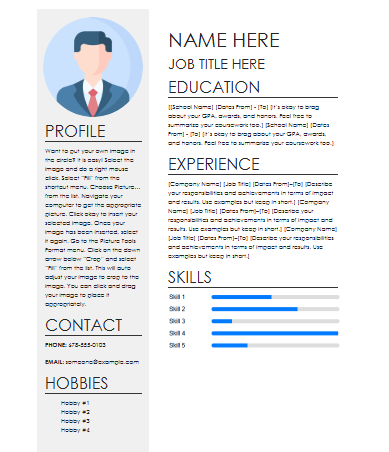 PROFILE
Want to put your own image in
the circle? It is easy! Select the
image and do a right mouse
click. Select "Fill" from the
shortcut menu. Choose Picture...
from the list. Navigate your
computer to get the appropriate
picture. Click okay to insert your
selected image. Once your
image has been inserted, select
it again. Go to the Picture Tools
Format menu. Click on the down
arrow below "Crop" and select
"Fill" from the list. This will auto
adjust your image to crop to the
image. You can click and drag
your image to place it
appropriately.
CONTACT
PHONE: 678-555-0103
EMAIL: someone@example.com
HOBBIES
Hobby #1
Hobby #2
Hobby #3
Hobby #4
NAME HERE
JOB TITLE HERE
EDUCATION
[[School Name] [Dates From] - [To] [It's okay to brag
about your GPA, awards, and honors. Feel free to
summarize your coursework too.] [School Name] [Dates
From] - [To] [It's okay to brag about your GPA, awards,
and honors. Feel free to summarize your coursework too.]
EXPERIENCE
[Company Name] [Job Title] [Dates From]–[To] [Describe
your responsibilities and achievements in terms of impact and
results. Use examples but keep in short.] [Company Name]
[Job Title] [Dates From]–[To] [Describe your
responsibilities and achievements in terms of impact and
results. Use examples but keep in short.] [Company Name]
[Job Title] [Dates From]–[To] [Describe your
responsibilities and achievements in terms of impact and results.
Use examples but keep in short.]
SKILLS
Skill 1
Skill 2
Skill 3
Skill 4
Skill 5